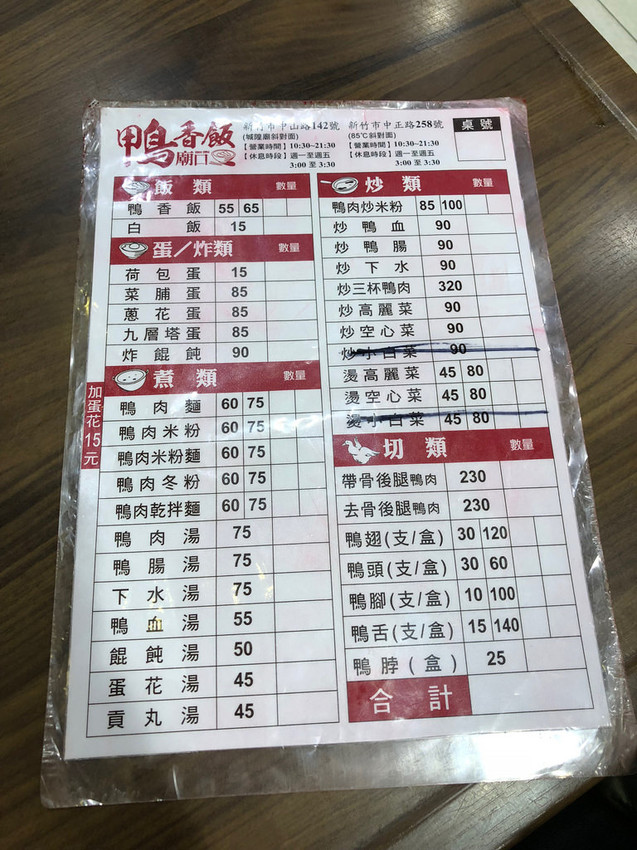 鴨香飯
廟口
新竹市中山路142號
(城隍廟斜對面)
【營業時間】10:30~21:30
【休息時段】週一至週五
3:00 至 3:30
新竹市中正路258號
(85℃斜對面)
【營業時間】10:30~21:30
【休息時段】週一至週五
3:00 至 3:30
桌號
飯類 數量
鴨香飯 55 65
白飯 15
蛋/炸類 數量
荷包蛋 15
菜脯蛋 85
蔥花蛋 85
九層塔蛋 85
炸餛飩 90
煮類 數量
加蛋花15元
鴨肉麵 60 75
鴨肉米粉 60 75
鴨肉米粉麵 60 75
鴨肉冬粉 60 75
鴨肉乾拌麵 60 75
鴨肉湯 75
鴨腸湯 75
下水湯 75
鴨血湯 55
餛飩湯 50
蛋花湯 45
貢丸湯 45
炒類 數量
鴨肉炒米粉 85 100
炒鴨血 90
炒鴨腸 90
炒下水 90
炒三杯鴨肉 320
炒高麗菜 90
炒空心菜 90
炒小白菜 90
燙高麗菜 45 80
燙空心菜 45 80
燙小白菜 45 80
切類 數量
帶骨後腿鴨肉 230
去骨後腿鴨肉 230
鴨翅(支/盒) 30 120
鴨頭(支/盒) 30 60
鴨腳(支/盒) 10 100
鴨舌(支/盒) 15 140
鴨脖(盒) 25
合計